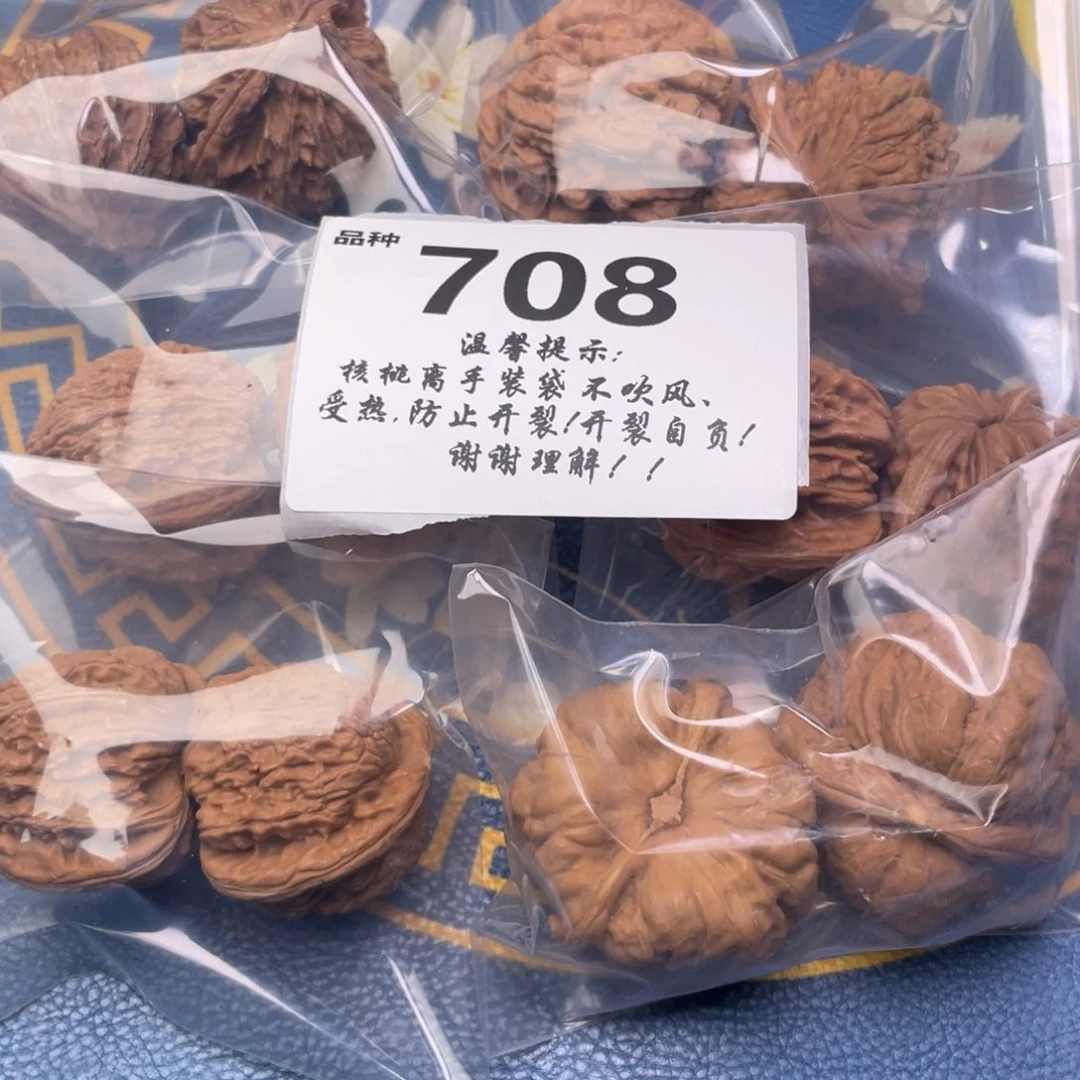 品种
708
温馨提示:
核桃离手装袋不吹风、
受热,防止开裂!开裂自负!
谢谢理解!!